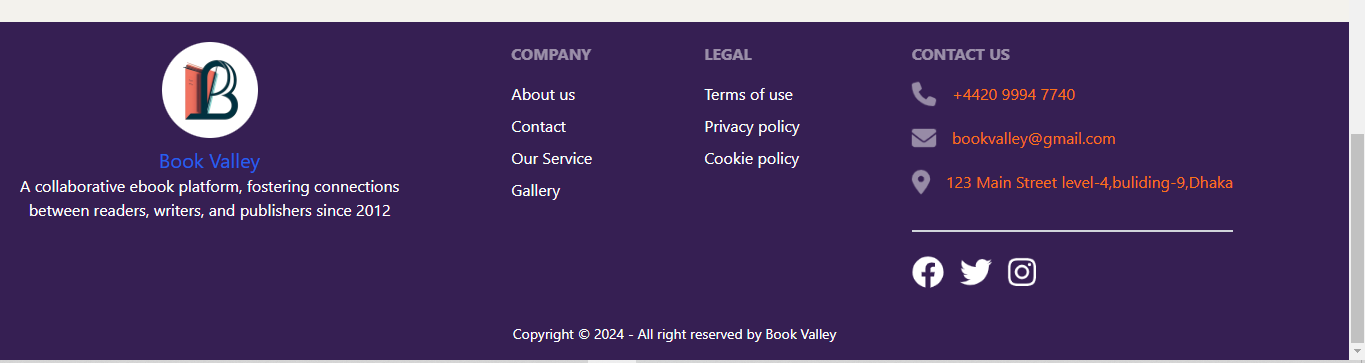 Book Valley
A collaborative ebook platform, fostering connections
between readers, writers, and publishers since 2012
COMPANY
About us
Contact
Our Service
Gallery
LEGAL
Terms of use
Privacy policy
Cookie policy
CONTACT US
+4420 9994 7740
bookvalley@gmail.com
123 Main Street level-4,buliding-9,Dhaka
Copyright © 2024 - All right reserved by Book Valley